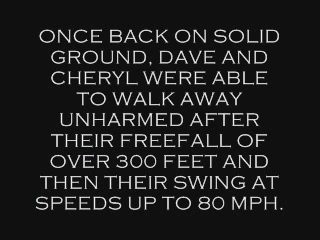 ONCE BACK ON SOLID
GROUND, DAVE AND
CHERYL WERE ABLE
TO WALK AWAY
UNHARMED AFTER
THEIR FREEFALL OF
OVER 300 FEET AND
THEN THEIR SWING AT
SPEEDS UP TO 80 MPH.